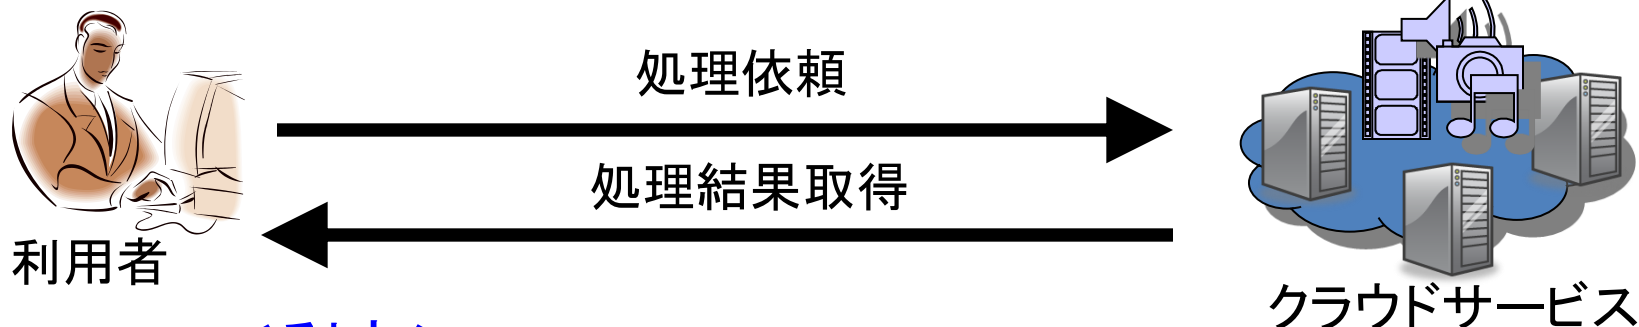 処理依頼
処理結果取得
利用者
クラウドサービス